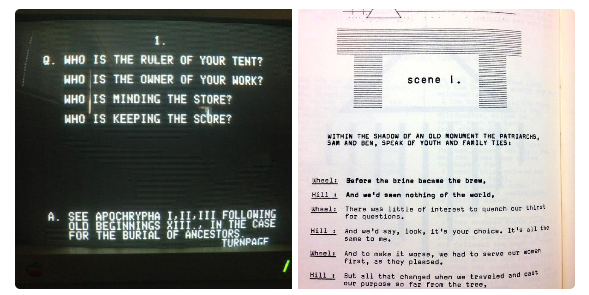 1.
Q. WHO IS THE RULER OF YOUR TENT?
WHO IS THE OWNER OF YOUR WORK?
WHO IS MINDING THE STORE?
WHO IS KEEPING THE SCORE?
A. SEE APOCRYPHA I,II,III FOLLOWING
OLD BEGINNINGS XIII., IN THE CASE
FOR THE BURIAL OF ANCESTORS.
TURNPAGE
scene 1.
WITHIN THE SHADOW OF AN OLD MONUMENT THE PATRIARCHS,
SAM AND BEN, SPEAK OF YOUTH AND FAMILY TIES:
Wheel: Before the brine became the brew,
Hill : And we'd seen nothing of the world,
Wheel: There was little of interest to quench our thirst
for questions.
Hill : And we'd say, look, it's your choice. It's all the
same to me.
Wheel: And to make it worse, we had to serve our women
first, as they pleased.
Hill : But all that changed when we traveled and cast
our purpose so far from the tree,